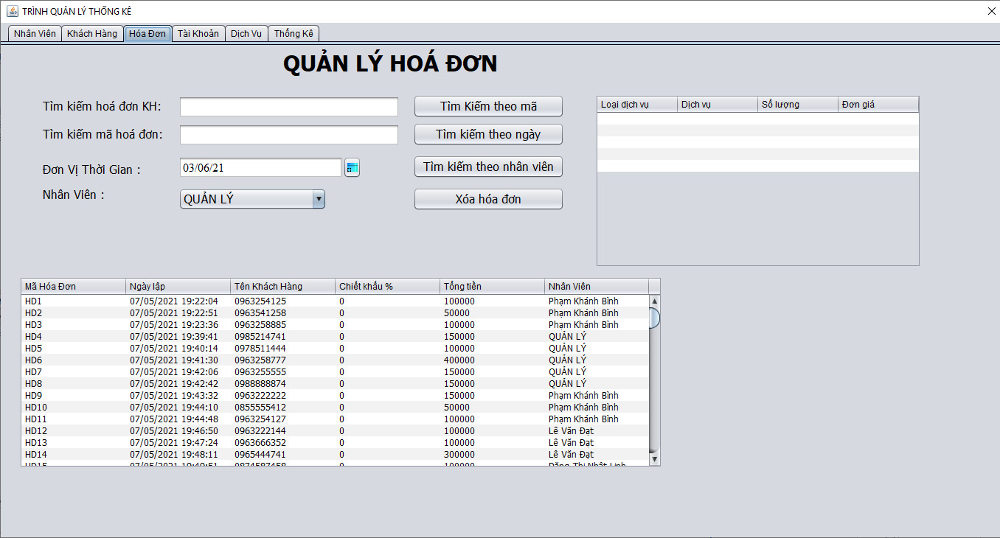 TRÌNH QUẢN LÝ THỐNG KÊ
Nhân Viên Khách Hàng Hóa Đơn Tài Khoản Dịch Vụ Thống Kê
QUẢN LÝ HOÁ ĐƠN
Tìm kiếm hoá đơn KH: Tìm Kiếm theo mã
Tìm kiếm mã hoá đơn: Tìm kiếm theo ngày
Đơn Vị Thời Gian : 03/06/21 Tìm kiếm theo nhân viên
Nhân Viên : QUẢN LÝ Xóa hóa đơn
Loại dịch vụ Dịch vụ Số lượng Đơn giá
Mã Hóa Đơn Ngày lập Tên Khách Hàng Chiết khấu % Tổng tiền Nhân Viên
HD1 07/05/2021 19:22:04 0963254125 0 100000 Phạm Khánh Bình
HD2 07/05/2021 19:22:51 0963541258 0 50000 Phạm Khánh Bình
HD3 07/05/2021 19:23:36 0963258885 0 100000 Phạm Khánh Bình
HD4 07/05/2021 19:39:41 0985214741 0 150000 QUẢN LÝ
HD5 07/05/2021 19:40:14 0978511444 0 100000 QUẢN LÝ
HD6 07/05/2021 19:41:30 0963258777 0 400000 QUẢN LÝ
HD7 07/05/2021 19:42:06 0963255555 0 150000 QUẢN LÝ
HD8 07/05/2021 19:42:42 0988888874 0 150000 QUẢN LÝ
HD9 07/05/2021 19:43:32 0963222222 0 150000 Phạm Khánh Bình
HD10 07/05/2021 19:44:10 0855555412 0 50000 Phạm Khánh Bình
HD11 07/05/2021 19:44:48 0963254127 0 100000 Phạm Khánh Bình
HD12 07/05/2021 19:46:50 0963222144 0 100000 Lê Văn Đạt
HD13 07/05/2021 19:47:24 0963666352 0 100000 Lê Văn Đạt
HD14 07/05/2021 19:48:11 0965444741 0 300000 Lê Văn Đạt